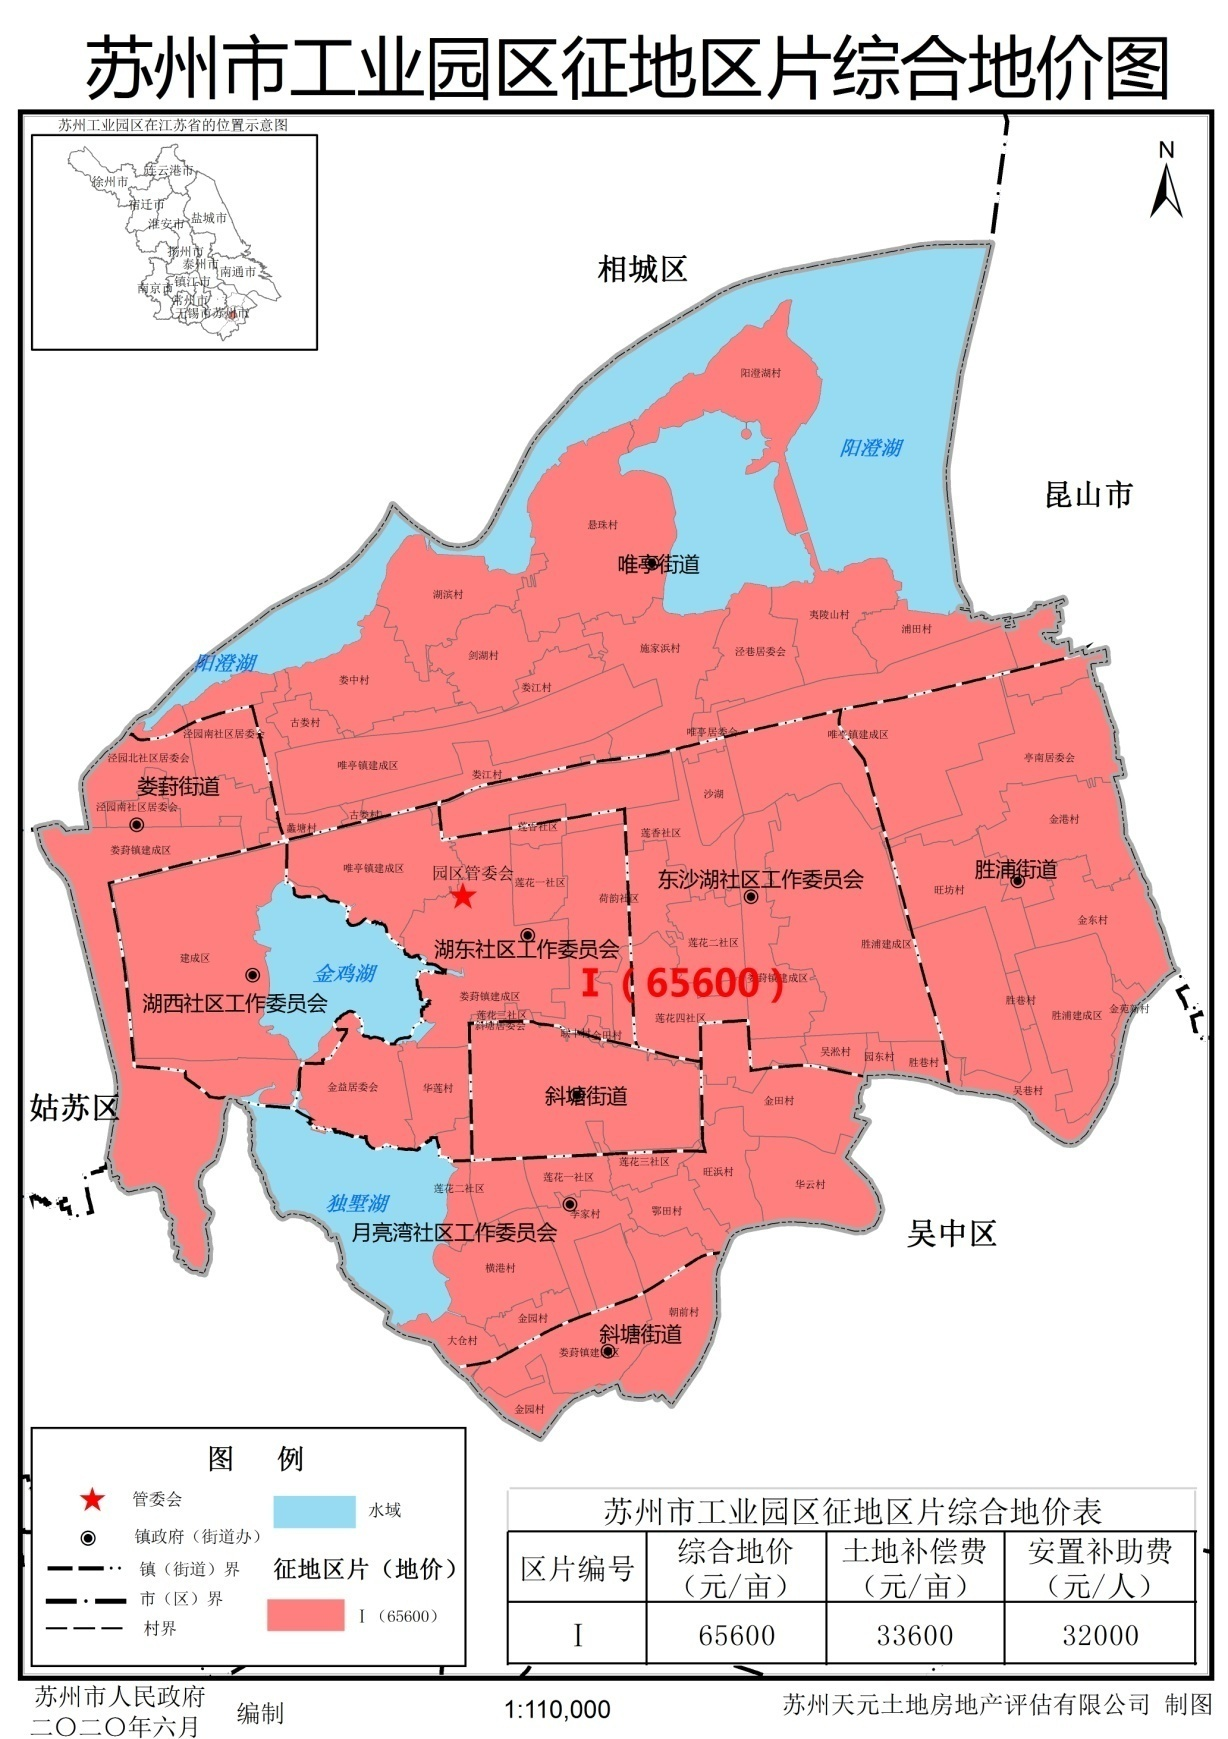 苏州市工业园区征地区片综合地价图
苏州工业园区在江苏省的位置示意图
徐州市
连云港市
宿迁市
淮安市
盐城市
扬州市
泰州市
南通市
南京市
镇江市
常州市
无锡市
苏州市
N
相城区
昆山市
阳澄湖村
阳澄湖
悬珠村
唯亭街道
湖滨村
夷陵山村
浦田村
剑湖村
施家浜村
泾巷居委会
阳澄湖
娄中村
娄江村
古娄村
泾园南社区居委会
唯亭居委会
唯亭镇建成区
泾园北社区居委会
唯亭镇建成区
娄江村
亭南居委会
娄葑街道
沙湖
泾园南社区居委会
古娄村
蠡塘村
莲香社区
莲香社区
金港村
娄葑镇建成区
唯亭镇建成区
园区管委会
莲花一社区
东沙湖社区工作委员会
胜浦街道
荷韵社区
旺坊村
金东村
湖东社区工作委员会
莲花二社区
胜浦建成区
建成区
金鸡湖
I（65600）
娄葑镇建成区
湖西社区工作委员会
娄葑镇建成区
胜巷村
金苑新村
莲花三社区
斜塘居委会
莲花四社区
胜浦建成区
金田村
吴淞村
园东村
胜巷村
金益居委会
华莲村
斜塘街道
金田村
吴巷村
姑苏区
莲花三社区
旺浜村
莲花二社区
莲花一社区
华云村
独墅湖
李家村
鄂田村
月亮湾社区工作委员会
吴中区
横港村
金园村
朝前村
大仓村
斜塘街道
娄葑镇建成区
金园村
图 例
管委会
水域
镇政府（街道办）
镇（街道）界
征地区片（地价）
市（区）界
I（65600）
村界
苏州市工业园区征地区片综合地价表
区片编号 综合地价（元/亩） 土地补偿费（元/亩） 安置补助费（元/人）
I 65600 33600 32000
苏州市人民政府
二〇二〇年六月
编制
1:110,000
苏州天元土地房地产评估有限公司 制图